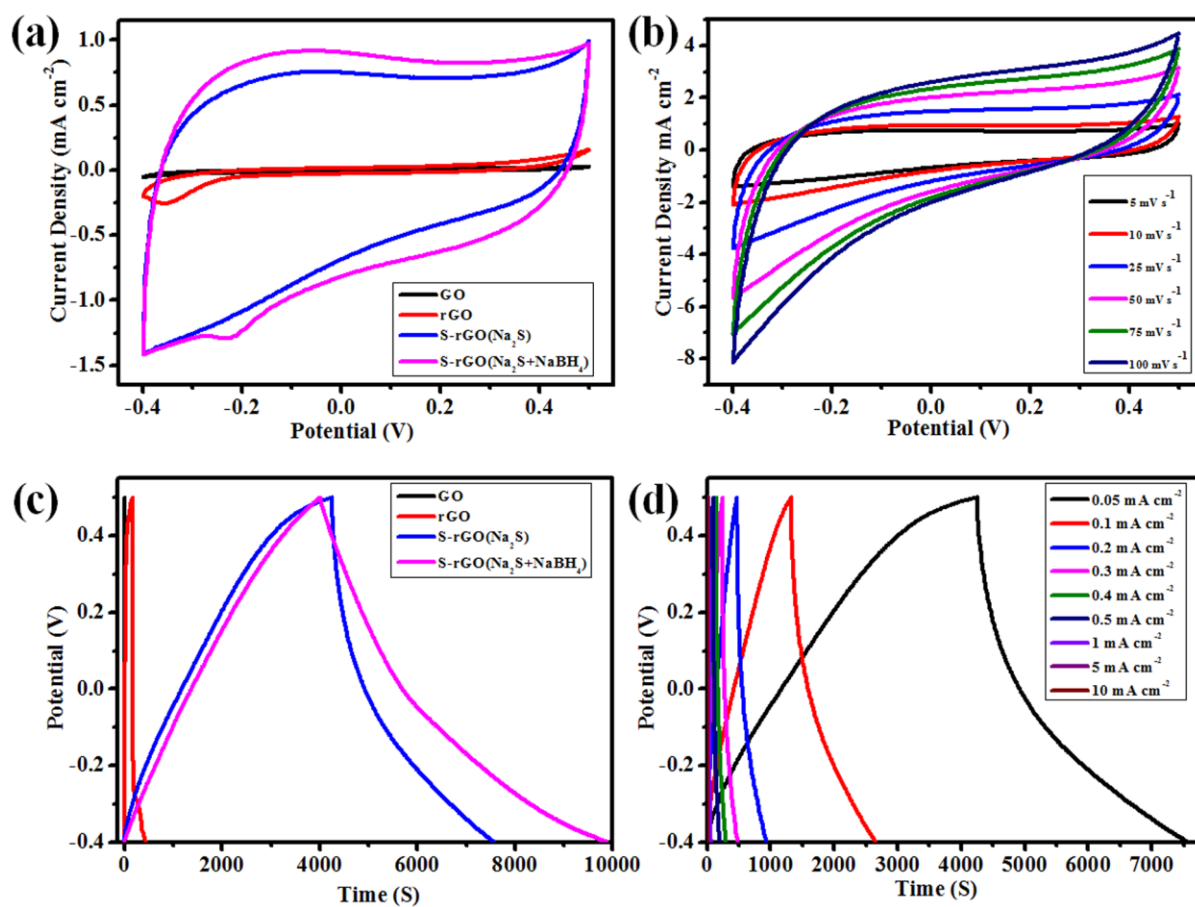 (a)
1.0
0.5
0.0
-0.5
-1.0
-1.5
Current Density (mA cm⁻²)
GO
rGO
S-rGO(Na₂S)
S-rGO(Na₂S+NaBH₄)
-0.4 -0.2 0.0 0.2 0.4
Potential (V)
(b)
4
2
0
-2
-4
-6
-8
Current Density mA cm⁻²
5 mV s⁻¹
10 mV s⁻¹
25 mV s⁻¹
50 mV s⁻¹
75 mV s⁻¹
100 mV s⁻¹
-0.4 -0.2 0.0 0.2 0.4
Potential (V)
(c)
0.4
0.2
0.0
-0.2
-0.4
Potential (V)
GO
rGO
S-rGO(Na₂S)
S-rGO(Na₂S+NaBH₄)
0 2000 4000 6000 8000 10000
Time (S)
(d)
0.4
0.2
0.0
-0.2
-0.4
Potential (V)
0.05 mA cm⁻²
0.1 mA cm⁻²
0.2 mA cm⁻²
0.3 mA cm⁻²
0.4 mA cm⁻²
0.5 mA cm⁻²
1 mA cm⁻²
5 mA cm⁻²
10 mA cm⁻²
0 1000 2000 3000 4000 5000 6000 7000
Time (S)